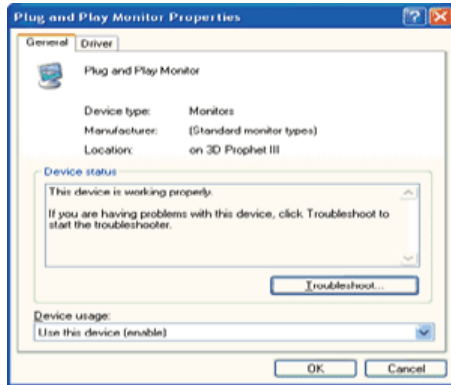 Plug and Play Monitor Properties
General Driver
Plug and Play Monitor
Device type: Monitors
Manufacturer: (Standard monitor types)
Location: on 3D Prophet III
Device status
This device is working properly.
If you are having problems with this device, click Troubleshoot to
start the troubleshooter.
Troubleshoot...
Device usage:
Use this device (enable)
OK Cancel